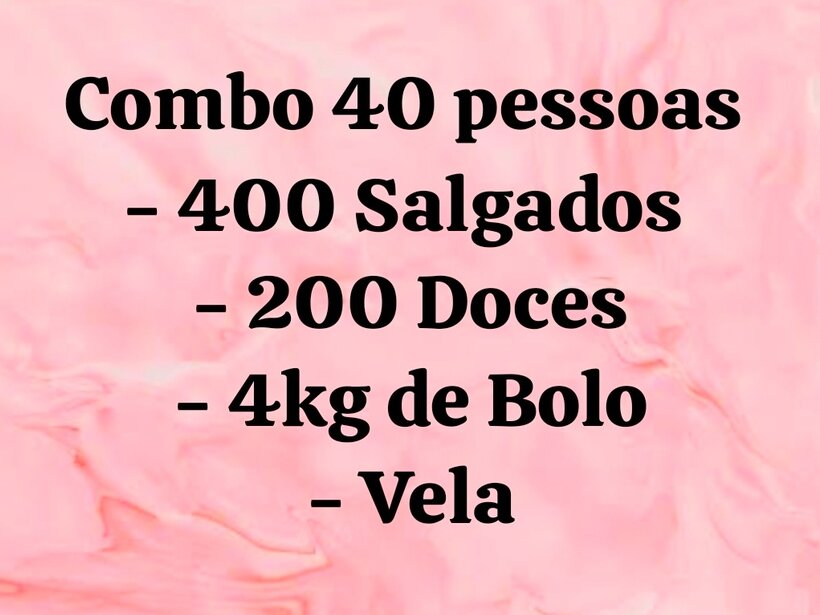 Combo 40 pessoas
- 400 Salgados
- 200 Doces
- 4kg de Bolo
- Vela